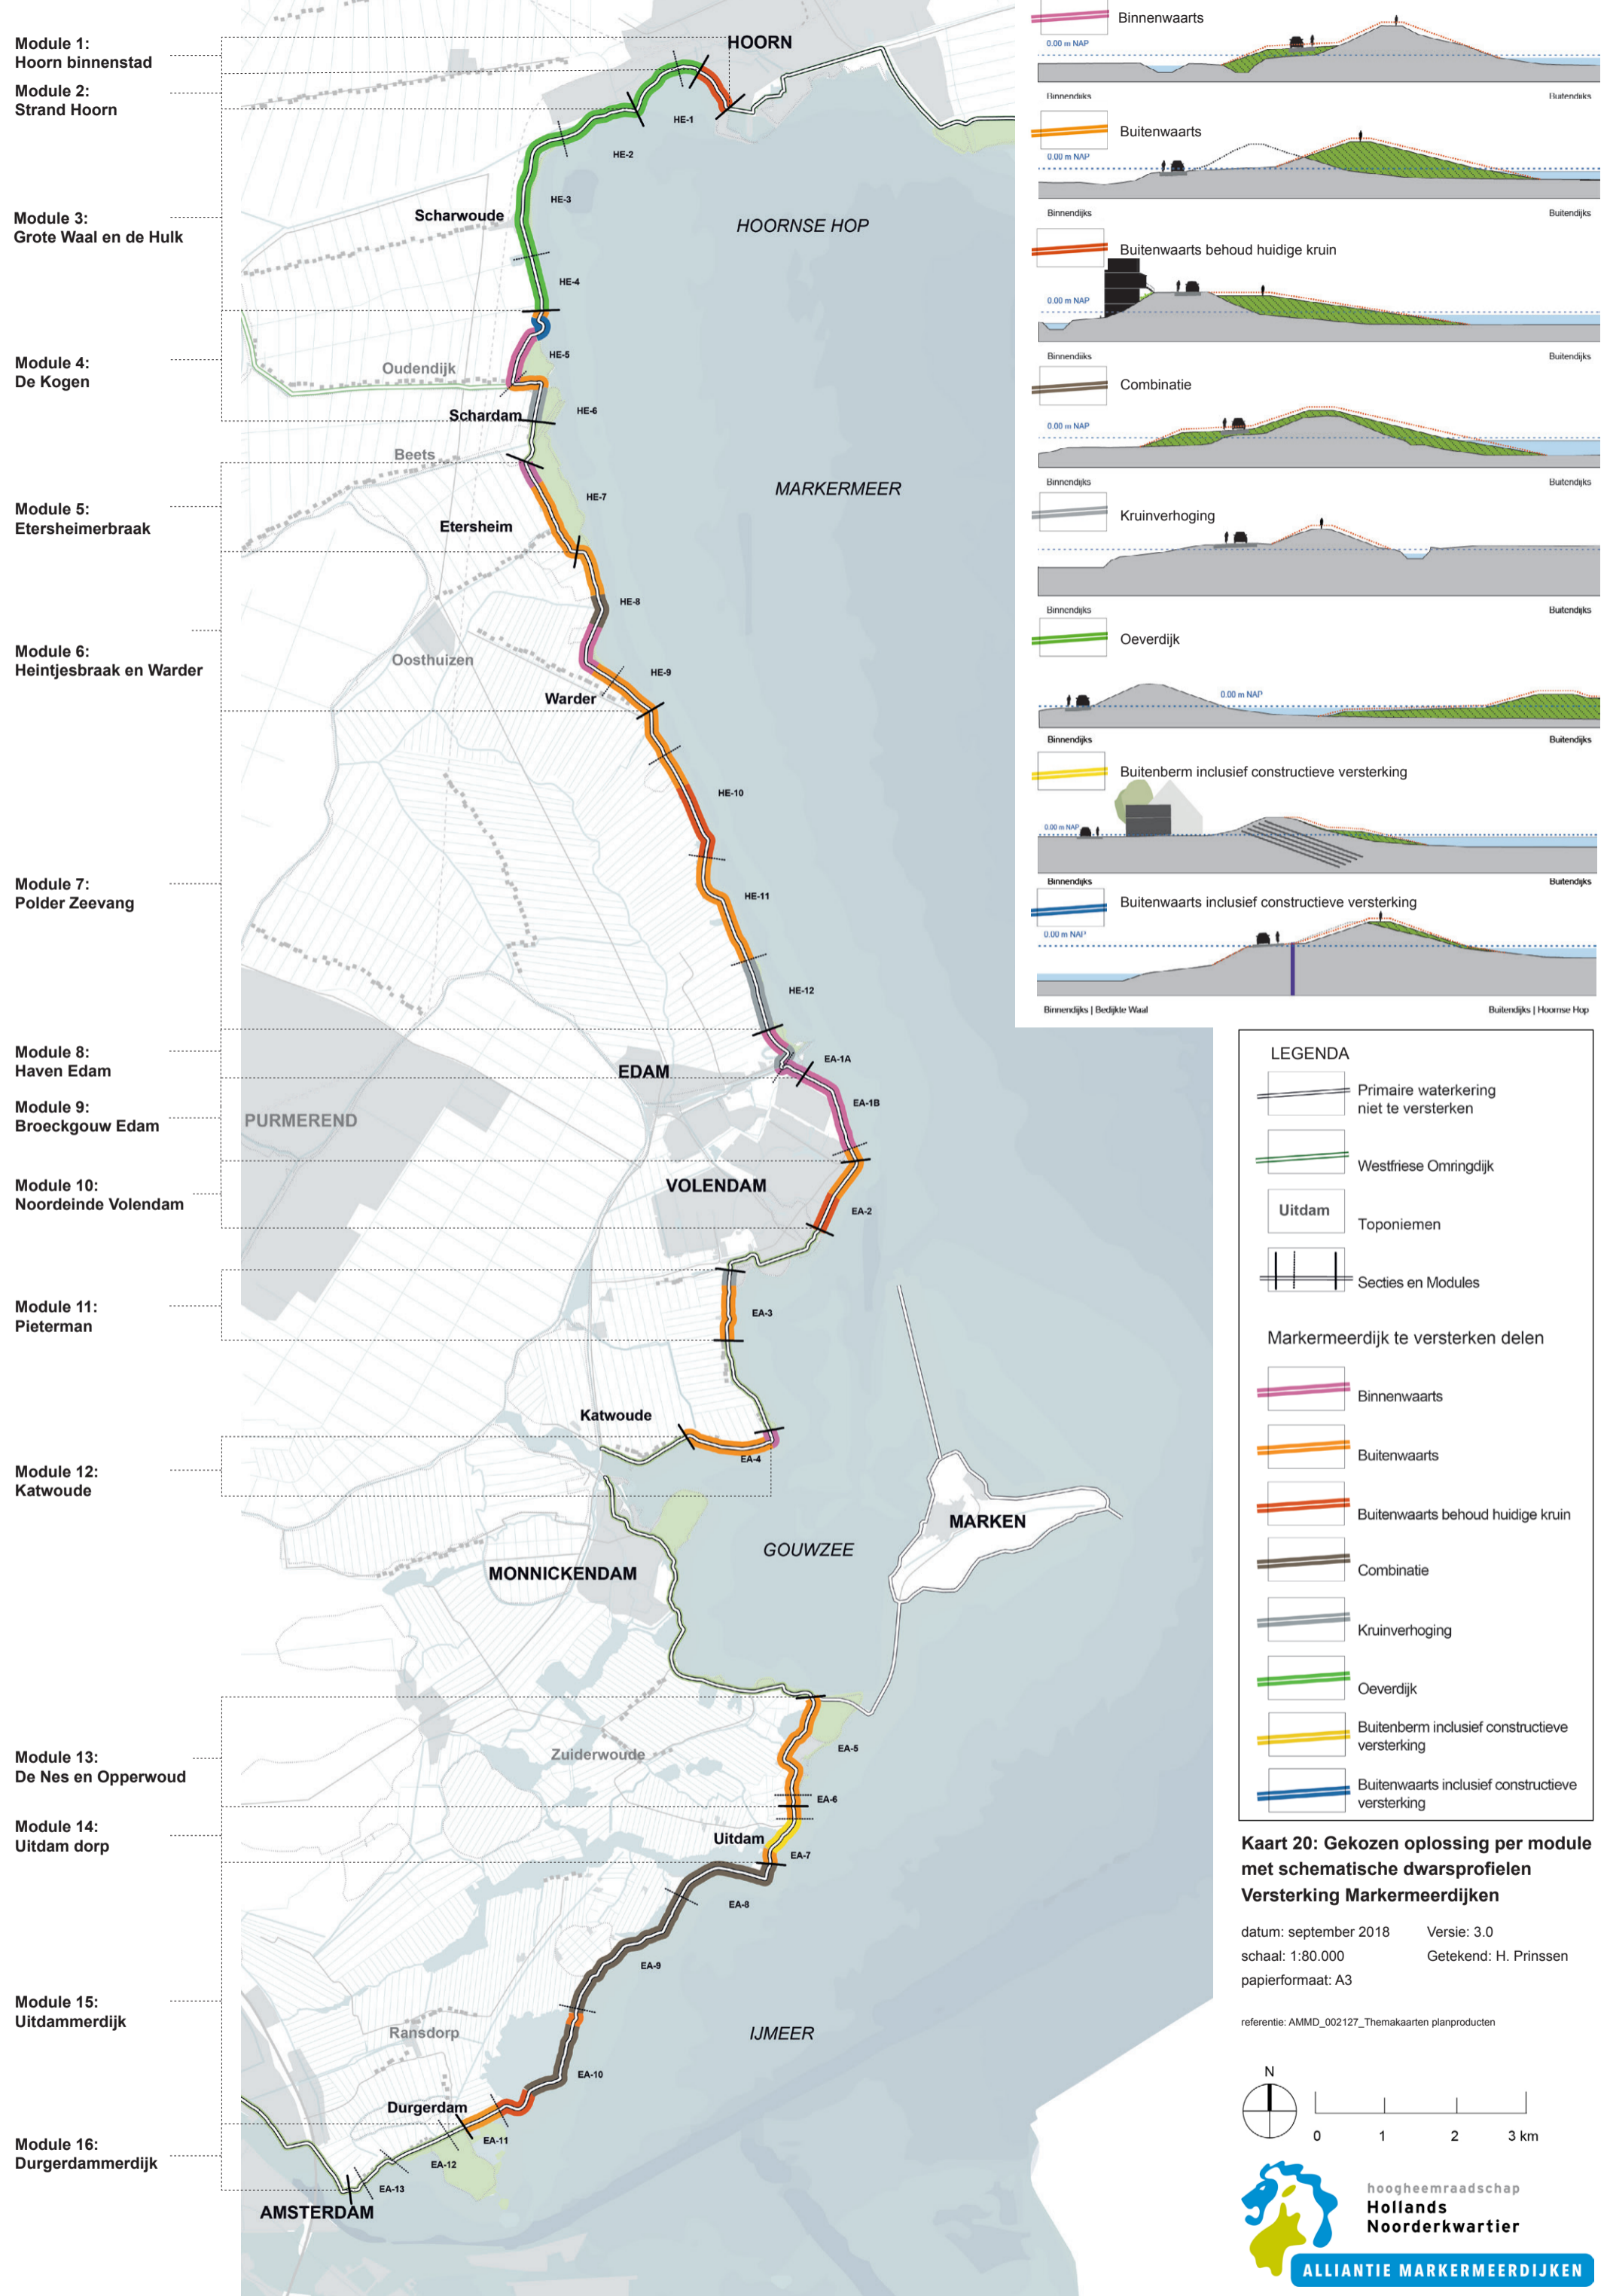 Module 1:
Hoorn binnenstad
Module 2:
Strand Hoorn
Module 3:
Grote Waal en de Hulk
Module 4:
De Kogen
Module 5:
Etersheimerbraak
Module 6:
Heintjesbraak en Warder
Module 7:
Polder Zeevang
Module 8:
Haven Edam
Module 9:
Broeckgouw Edam
Module 10:
Noordeinde Volendam
Module 11:
Pieterman
Module 12:
Katwoude
Module 13:
De Nes en Opperwoud
Module 14:
Uitdam dorp
Module 15:
Uitdammerdijk
Module 16:
Durgerdammerdijk
HOORN
HE-1
HE-2
HE-3
Scharwoude
HOORNSE HOP
HE-4
HE-5
Oudendijk
HE-6
Schardam
Beets
MARKERMEER
HE-7
Etersheim
HE-8
Oosthuizen
HE-9
Warder
HE-10
HE-11
HE-12
EA-1A
EDAM
EA-1B
PURMEREND
VOLENDAM
EA-2
EA-3
Katwoude
EA-4
MARKEN
GOUWZEE
MONNICKENDAM
EA-5
Zuiderwoude
EA-6
Uitdam
EA-7
EA-8
EA-9
Ransdorp
IJMEER
EA-10
Durgerdam
EA-11
EA-12
EA-13
AMSTERDAM
Binnenwaarts
0.00 m NAP
Binnendijks
Buitendijks
Buitenwaarts
0.00 m NAP
Binnendijks
Buitendijks
Buitenwaarts behoud huidige kruin
0.00 m NAP
Binnendijks
Buitendijks
Combinatie
0.00 m NAP
Binnendijks
Buitendijks
Kruinverhoging
Binnendijks
Buitendijks
Oeverdijk
0.00 m NAP
Binnendijks
Buitendijks
Buitenberm inclusief constructieve versterking
0.00 m NAP
Binnendijks
Buitendijks
Buitenwaarts inclusief constructieve versterking
0.00 m NAP
Binnendijks | Bedijkte Waal
Buitendijks | Hoornse Hop
LEGENDA
Primaire waterkering
niet te versterken
Westfriese Omringdijk
Uitdam
Toponiemen
Secties en Modules
Markermeerdijk te versterken delen
Binnenwaarts
Buitenwaarts
Buitenwaarts behoud huidige kruin
Combinatie
Kruinverhoging
Oeverdijk
Buitenberm inclusief constructieve
versterking
Buitenwaarts inclusief constructieve
versterking
Kaart 20: Gekozen oplossing per module
met schematische dwarsprofielen
Versterking Markermeerdijken
datum: september 2018 Versie: 3.0
schaal: 1:80.000 Getekend: H. Prinssen
papierformaat: A3
referentie: AMMD_002127_Themakaarten planproducten
N
0 1 2 3 km
hoogheemraadschap
Hollands
Noorderkwartier
ALLIANTIE MARKERMEERDIJKEN